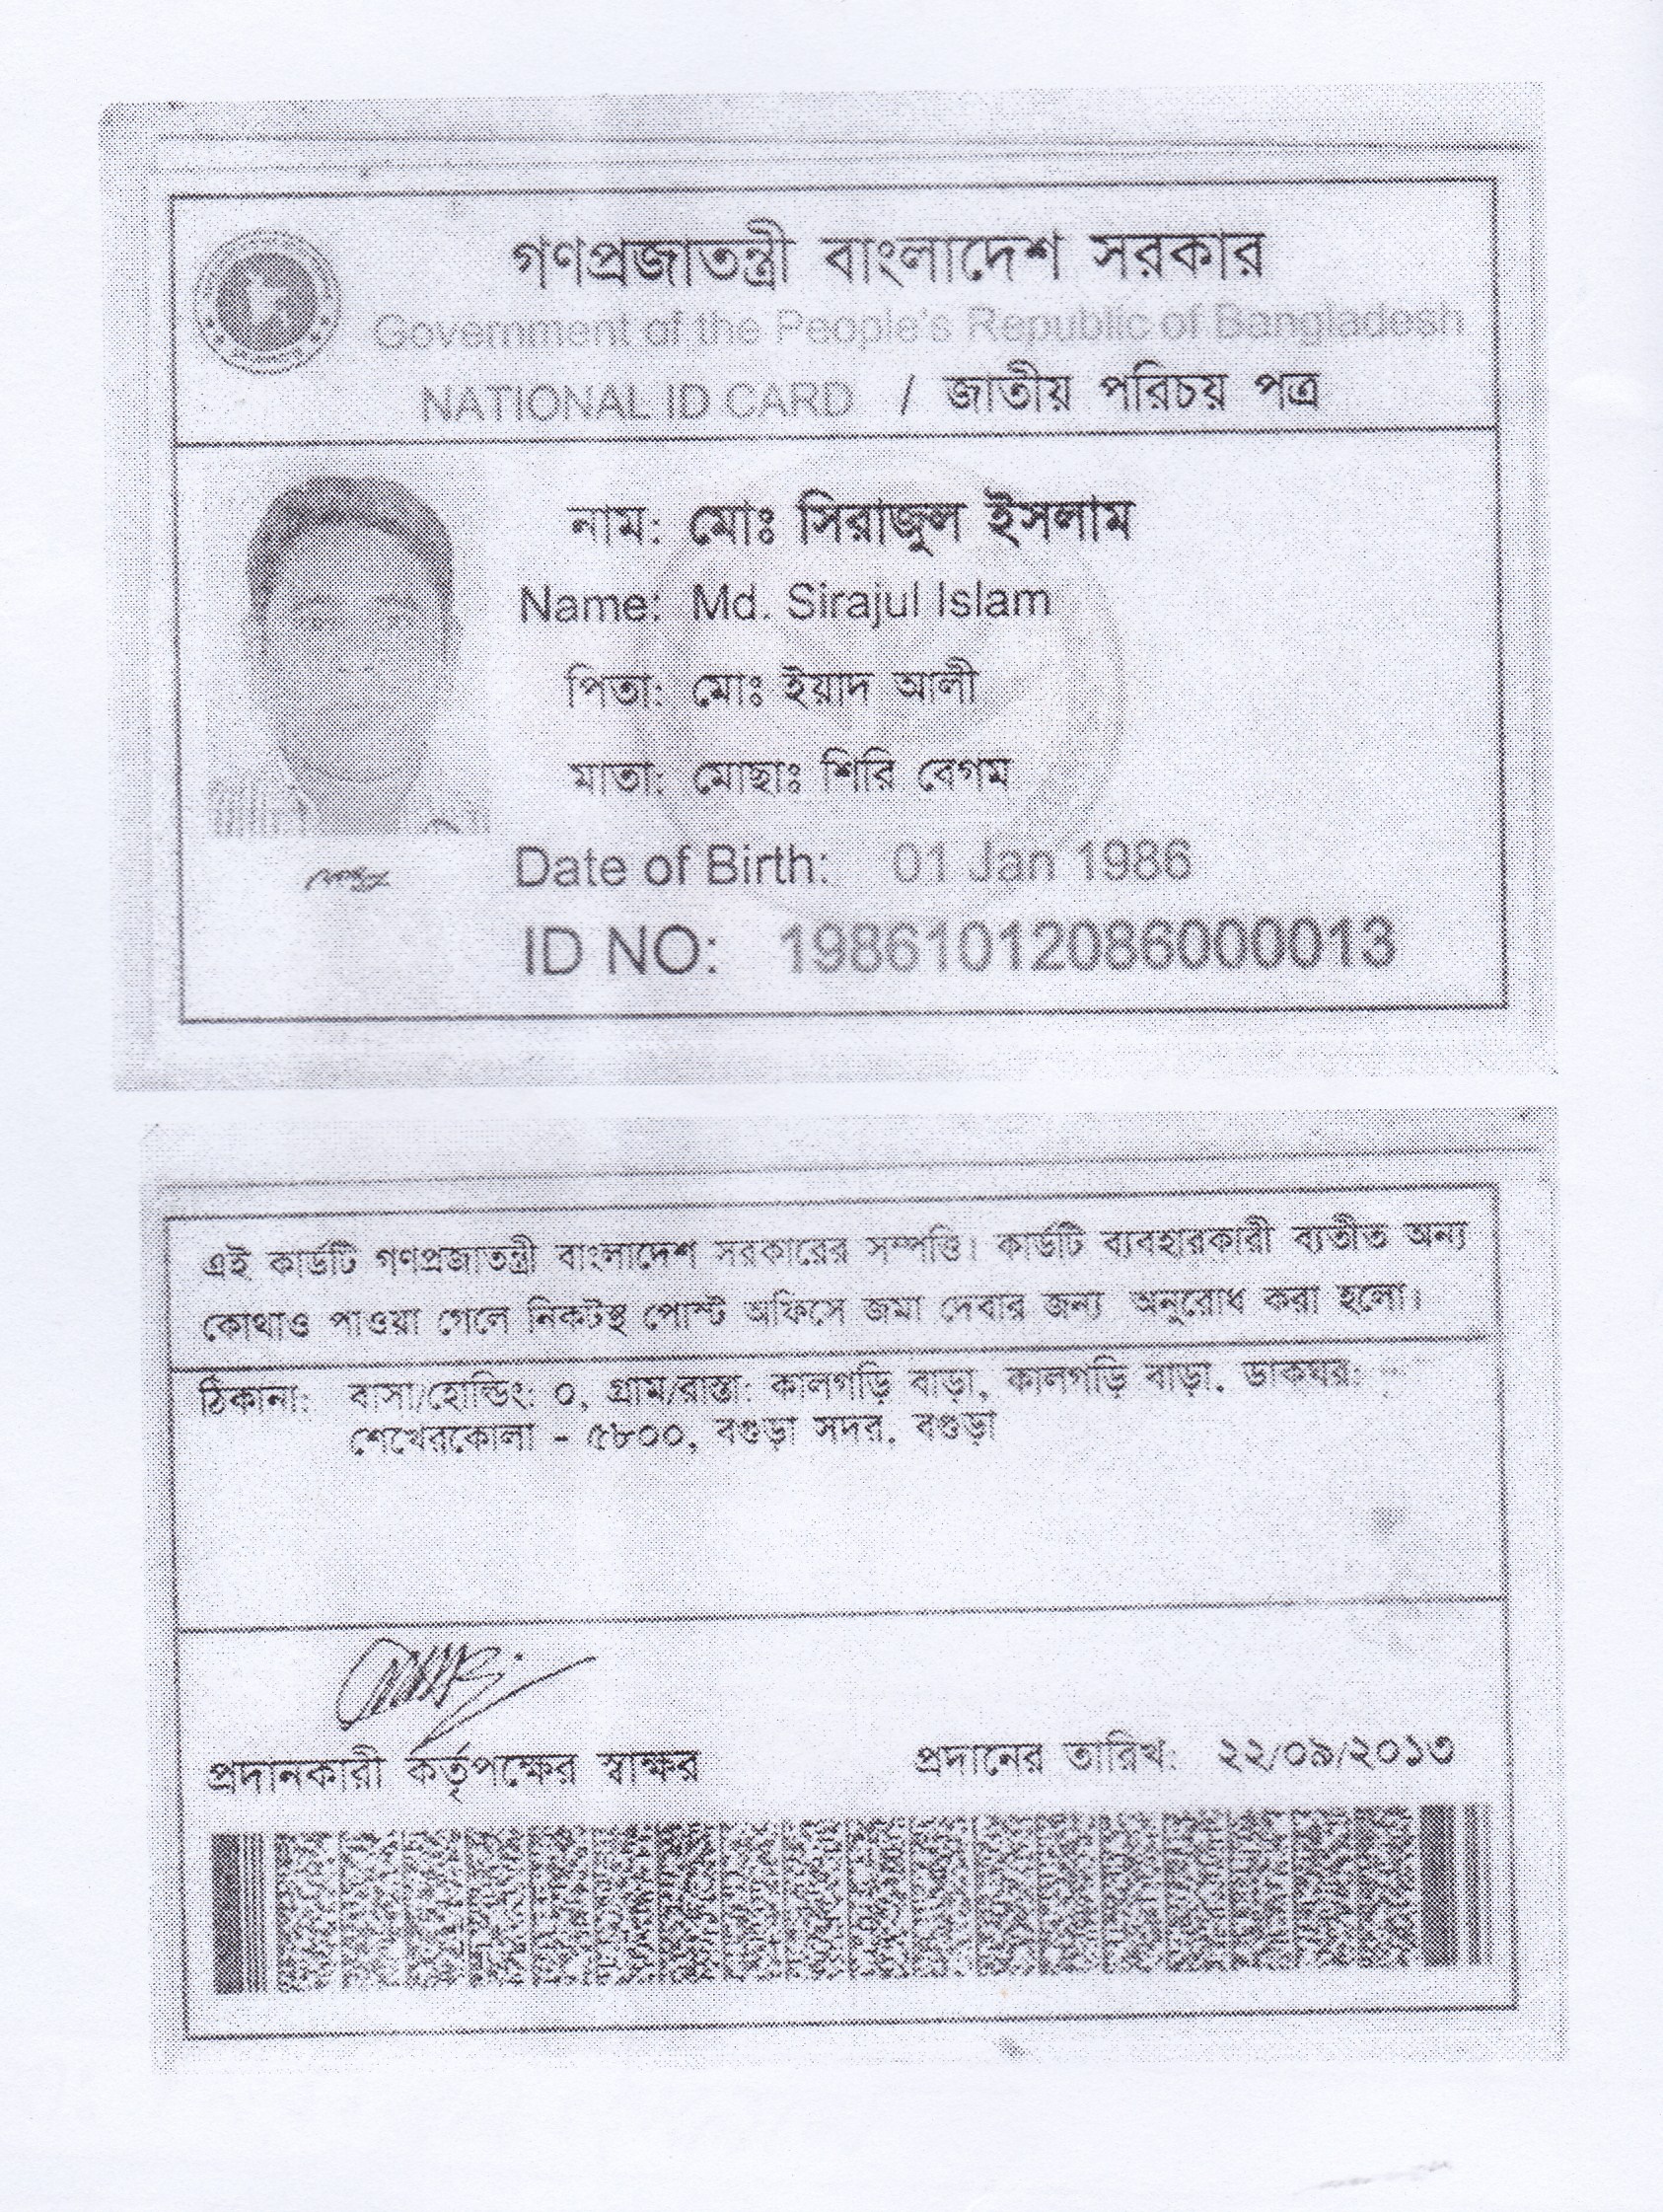 গণপ্রজাতন্ত্রী বাংলাদেশ সরকার
Government of the People's Republic of Bangladesh
NATIONAL ID CARD / জাতীয় পরিচয় পত্র
নাম: মোঃ সিরাজুল ইসলাম
Name: Md. Sirajul Islam
পিতা: মোঃ ইয়াদ আলী
মাতা: মোছাঃ শিরি বেগম
Date of Birth: 01 Jan 1986
ID NO: 19861012086000013
এই কার্ডটি গণপ্রজাতন্ত্রী বাংলাদেশ সরকারের সম্পত্তি। কার্ডটি ব্যবহারকারী ব্যতীত অন্য
কোথাও পাওয়া গেলে নিকটস্থ পোস্ট অফিসে জমা দেবার জন্য অনুরোধ করা হলো।
ঠিকানা: বাসা/হোল্ডিং: ০, গ্রাম/রাস্তা: কালগড়ি বাড়া, কালগড়ি বাড়া, ডাকঘর:
শেখেরকোলা - ৫৮০০, বগুড়া সদর, বগুড়া
প্রদানকারী কর্তৃপক্ষের স্বাক্ষর
প্রদানের তারিখ: ২২/০৯/২০১৩